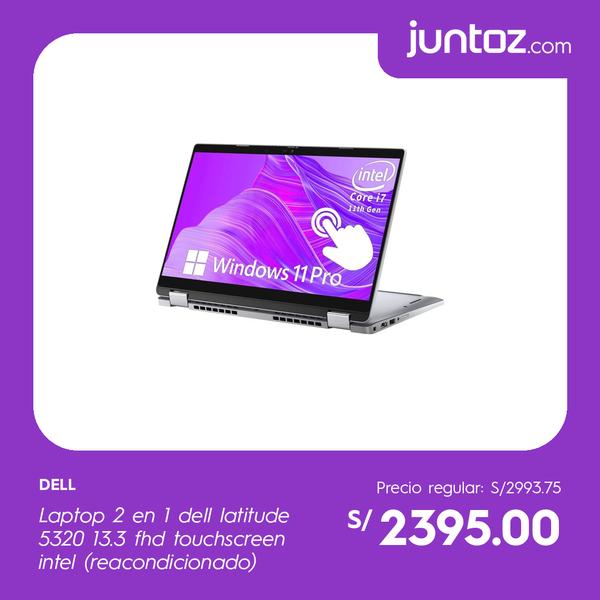 juntoz.com
intel
Core i7
11th Gen
Windows 11 Pro
DELL
Laptop 2 en 1 dell latitude
5320 13.3 fhd touchscreen
intel (reacondicionado)
Precio regular: S/2993.75
S/ 2395.00